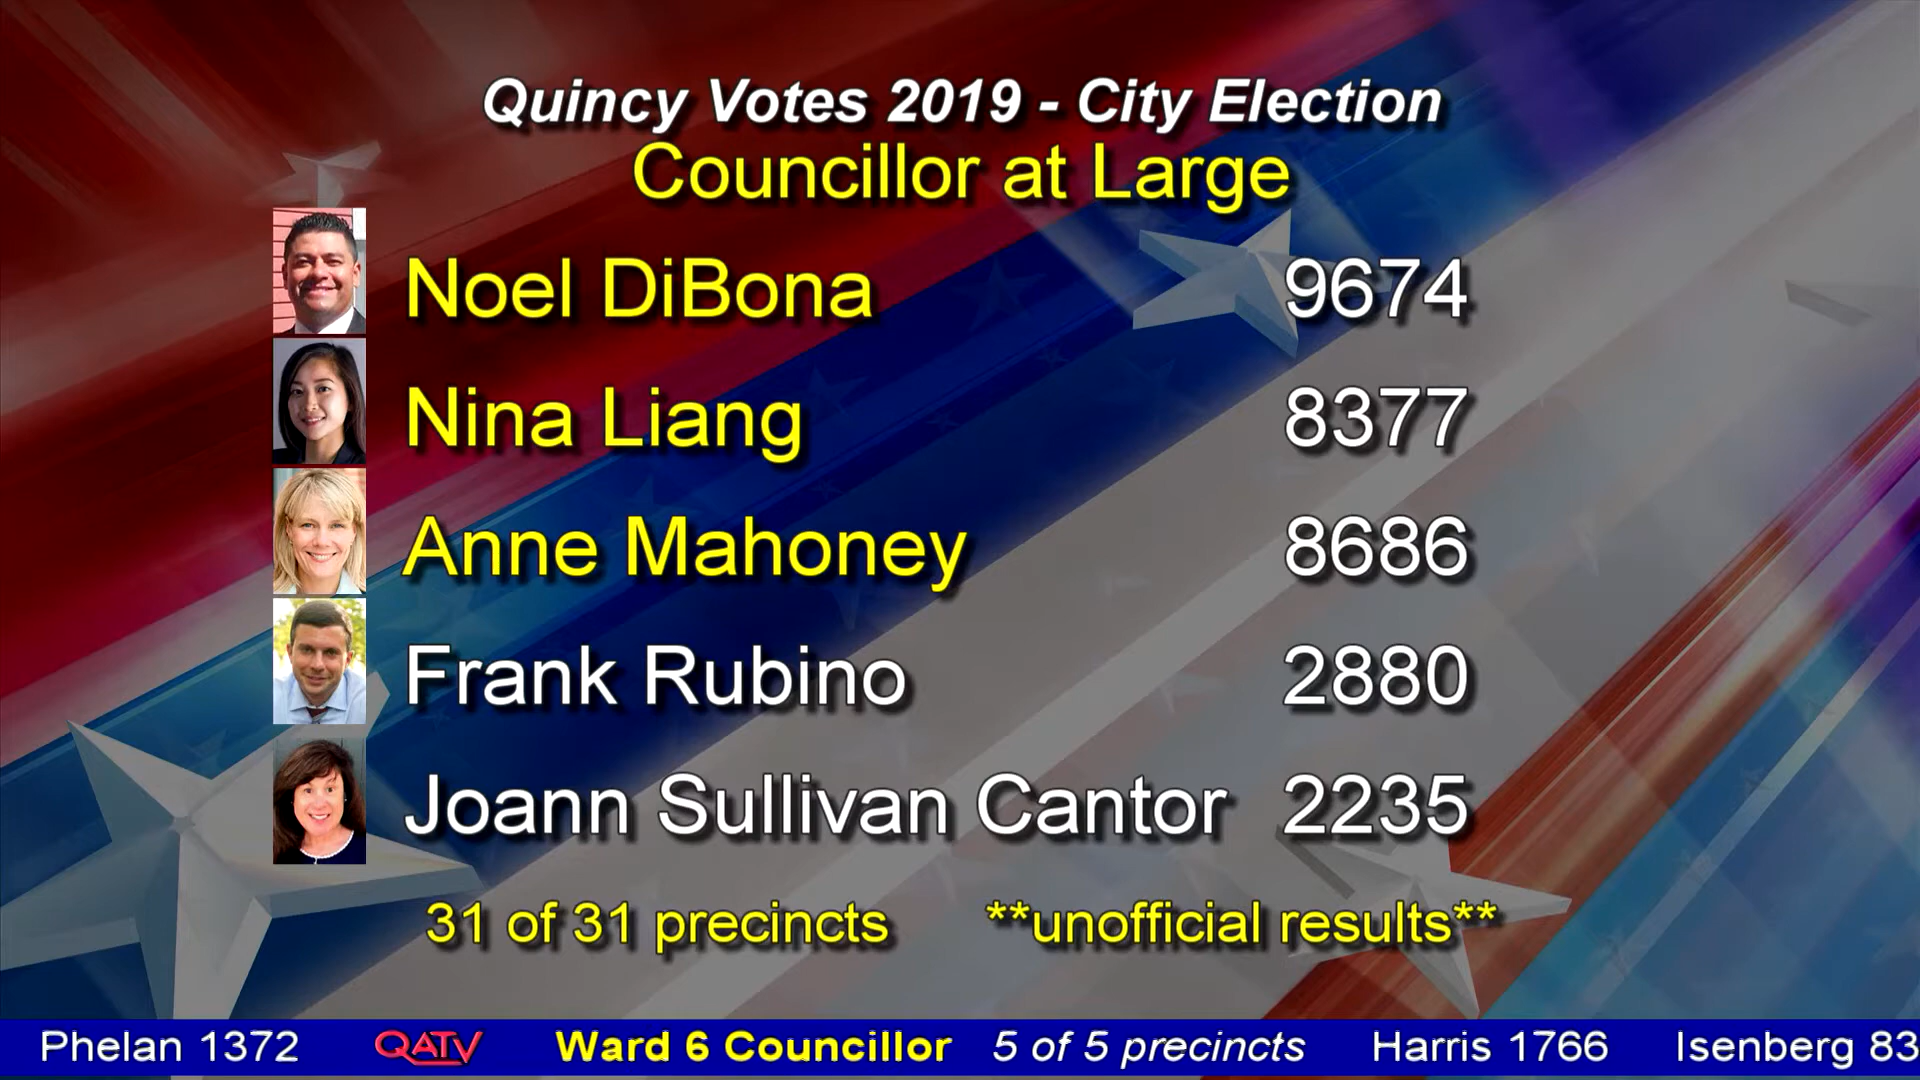 Quincy Votes 2019 - City Election
Councillor at Large
Noel DiBona 9674
Nina Liang 8377
Anne Mahoney 8686
Frank Rubino 2880
Joann Sullivan Cantor 2235
31 of 31 precincts **unofficial results**
Phelan 1372 QATV Ward 6 Councillor 5 of 5 precincts Harris 1766 Isenberg 83